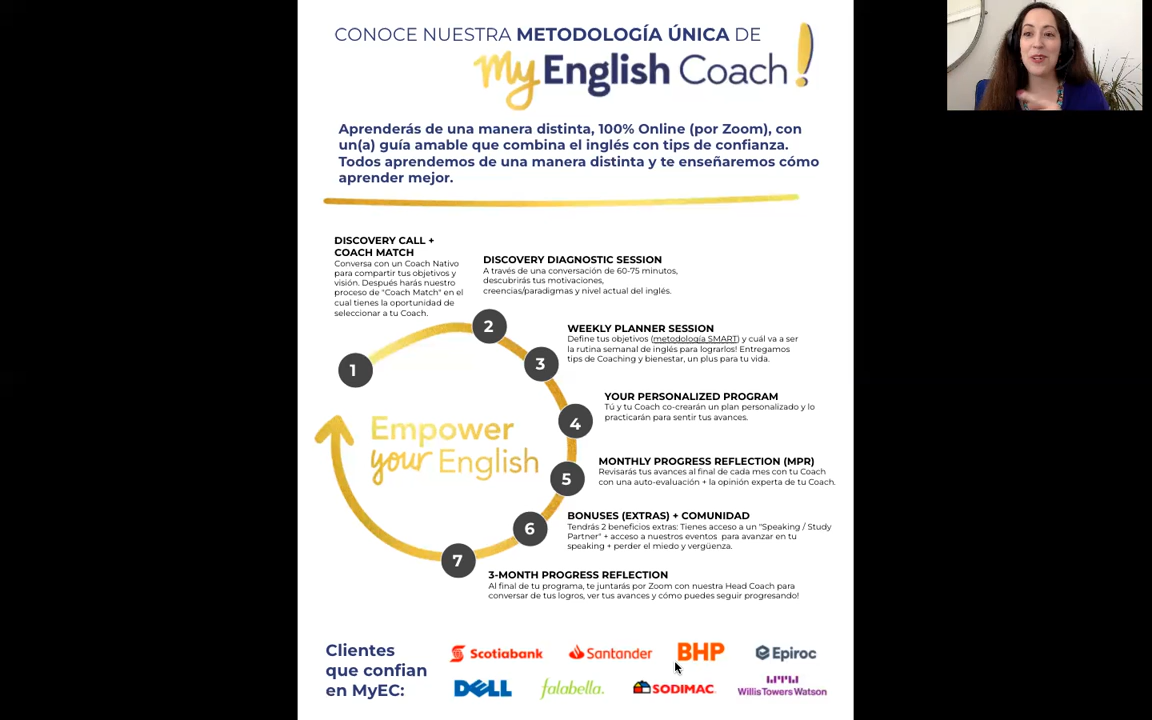 CONOCE NUESTRA METODOLOGÍA ÚNICA DE
My English Coach!
Aprenderás de una manera distinta, 100% Online (por Zoom), con
un(a) guía amable que combina el inglés con tips de confianza.
Todos aprendemos de una manera distinta y te enseñaremos cómo
aprender mejor.
DISCOVERY CALL +
COACH MATCH
Conversa con un Coach Nativo
para compartir tus objetivos y
visión. Después harás nuestro
proceso de "Coach Match" en el
cual tienes la oportunidad de
seleccionar a tu Coach.
1
DISCOVERY DIAGNOSTIC SESSION
A través de una conversación de 60-75 minutos,
descubrirás tus motivaciones,
creencias/paradigmas y nivel actual del inglés.
2
WEEKLY PLANNER SESSION
Define tus objetivos (metodología SMART) y cuál va a ser
la rutina semanal de inglés para lograrlos! Entregamos
tips de Coaching y bienestar, un plus para tu vida.
3
YOUR PERSONALIZED PROGRAM
Tú y tu Coach co-crearán un plan personalizado y lo
practicarán para sentir tus avances.
4
Empower
your English
MONTHLY PROGRESS REFLECTION (MPR)
Revisarás tus avances al final de cada mes con tu Coach
con una auto-evaluación + la opinión experta de tu Coach.
5
BONUSES (EXTRAS) + COMUNIDAD
Tendrás 2 beneficios extras: Tienes acceso a un "Speaking / Study
Partner" + acceso a nuestros eventos para avanzar en tu
speaking + perder el miedo y vergüenza.
6
3-MONTH PROGRESS REFLECTION
Al final de tu programa, te juntarás por Zoom con nuestra Head Coach para
conversar de tus logros, ver tus avances y cómo puedes seguir progresando!
7
Clientes
que confian
en MyEC:
Scotiabank Santander BHP Epiroc
DELL falabella. SODIMAC WillisTowersWatson